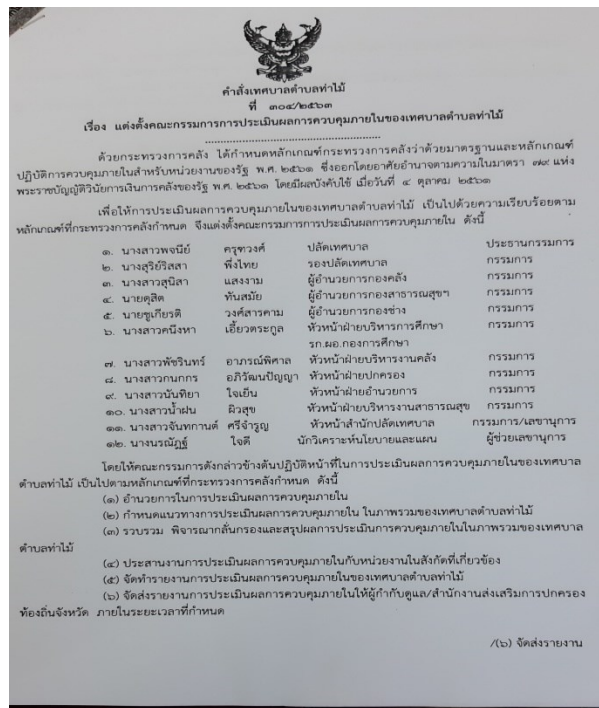 คำสั่งเทศบาลตำบลท่าไม้
ที่ ๓๐๔/๒๕๖๓
เรื่อง แต่งตั้งคณะกรรมการการประเมินผลการควบคุมภายในของเทศบาลตำบลท่าไม้
ด้วยกระทรวงการคลัง ได้กำหนดหลักเกณฑ์กระทรวงการคลังว่าด้วยมาตรฐานและหลักเกณฑ์
ปฏิบัติการควบคุมภายในสำหรับหน่วยงานของรัฐ พ.ศ. ๒๕๖๑ ซึ่งออกโดยอาศัยอำนาจตามความในมาตรา ๗๙ แห่ง
พระราชบัญญัติวินัยการเงินการคลังของรัฐ พ.ศ. ๒๕๖๑ โดยมีผลบังคับใช้ เมื่อวันที่ ๔ ตุลาคม ๒๕๖๑
เพื่อให้การประเมินผลการควบคุมภายในของเทศบาลตำบลท่าไม้ เป็นไปด้วยความเรียบร้อยตาม
หลักเกณฑ์ที่กระทรวงการคลังกำหนด จึงแต่งตั้งคณะกรรมการการประเมินผลการควบคุมภายใน ดังนี้
๑. นางสาวพจนีย์ ครุฑวงศ์ ปลัดเทศบาล ประธานกรรมการ
๒. นางสุรีย์ริสสา พึ่งไทย รองปลัดเทศบาล กรรมการ
๓. นางสาวสุนิสา แสงงาม ผู้อำนวยการกองคลัง กรรมการ
๔. นายดุสิต ทันสมัย ผู้อำนวยการกองสาธารณสุขฯ กรรมการ
๕. นายชูเกียรติ วงศ์สารคาม ผู้อำนวยการกองช่าง กรรมการ
๖. นางสาวคนึงหา เอี้ยวตระกูล หัวหน้าฝ่ายบริหารการศึกษา กรรมการ
รก.ผอ.กองการศึกษา
๗. นางสาวพัชรินทร์ อาภรณ์พิศาล หัวหน้าฝ่ายบริหารงานคลัง กรรมการ
๘. นางสาวกนกกร อภิวัฒนปัญญา หัวหน้าฝ่ายปกครอง กรรมการ
๙. นางสาวนันทิยา ใจเย็น หัวหน้าฝ่ายอำนวยการ กรรมการ
๑๐. นางสาวน้ำฝน ผิวสุข หัวหน้าฝ่ายบริหารงานสาธารณสุข กรรมการ
๑๑. นางสาวจันทกานต์ ศรีจำรูญ หัวหน้าสำนักปลัดเทศบาล กรรมการ/เลขานุการ
๑๒. นางนรณัฏฐ์ ใจดี นักวิเคราะห์นโยบายและแผน ผู้ช่วยเลขานุการ
โดยให้คณะกรรมการดังกล่าวข้างต้นปฏิบัติหน้าที่ในการประเมินผลการควบคุมภายในของเทศบาล
ตำบลท่าไม้ เป็นไปตามหลักเกณฑ์ที่กระทรวงการคลังกำหนด ดังนี้
(๑) อำนวยการในการประเมินผลการควบคุมภายใน
(๒) กำหนดแนวทางการประเมินผลการควบคุมภายใน ในภาพรวมของเทศบาลตำบลท่าไม้
(๓) รวบรวม พิจารณากลั่นกรองและสรุปผลการประเมินการควบคุมภายในในภาพรวมของเทศบาล
ตำบลท่าไม้
(๔) ประสานงานการประเมินผลการควบคุมภายในกับหน่วยงานในสังกัดที่เกี่ยวข้อง
(๕) จัดทำรายงานการประเมินผลการควบคุมภายในของเทศบาลตำบลท่าไม้
(๖) จัดส่งรายงานการประเมินผลการควบคุมภายในให้ผู้กำกับดูแล/สำนักงานส่งเสริมการปกครอง
ท้องถิ่นจังหวัด ภายในระยะเวลาที่กำหนด
/(๖) จัดส่งรายงาน